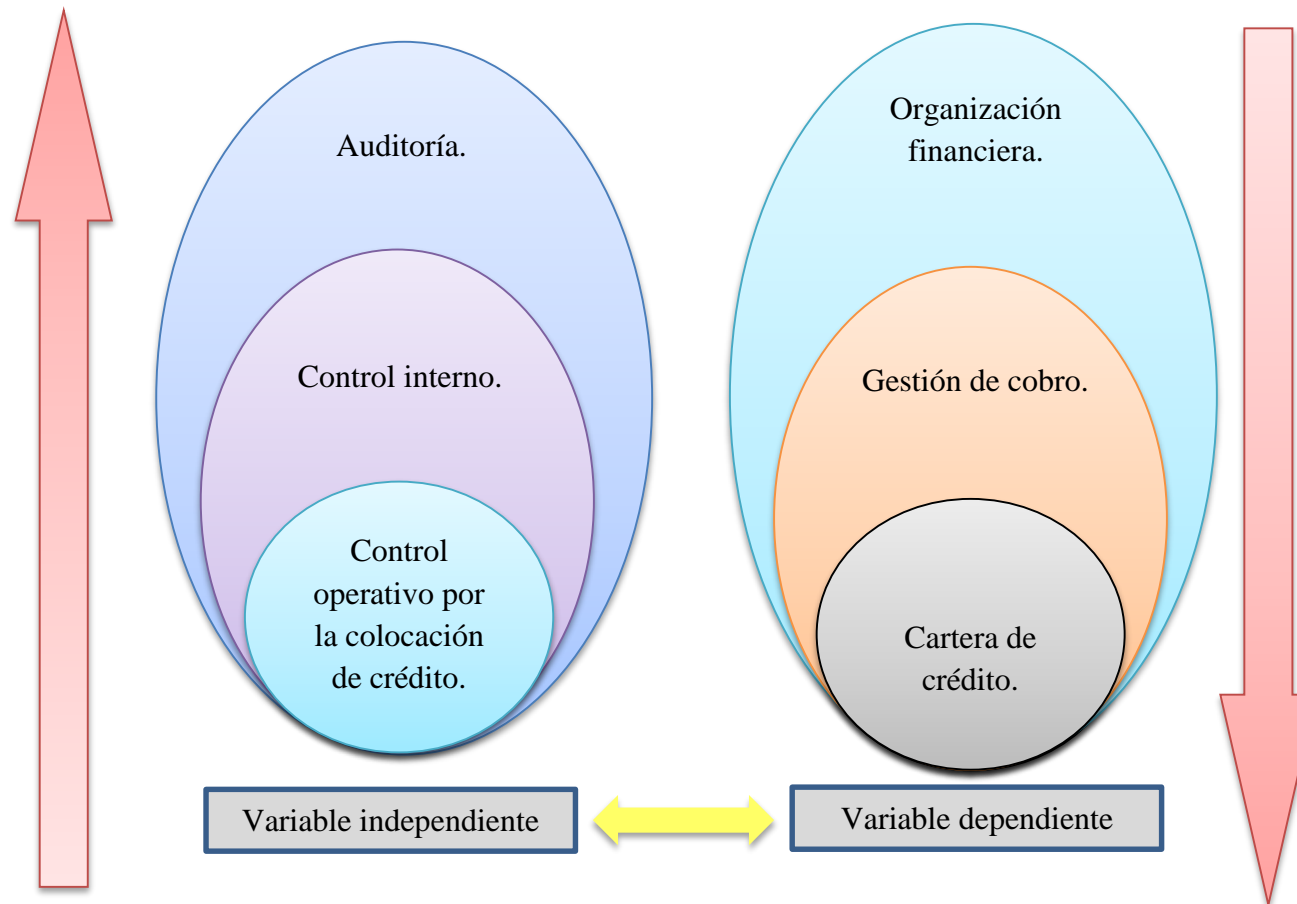 Auditoría.
Control interno.
Control
operativo por
la colocación
de crédito.
Variable independiente
Organización
financiera.
Gestión de cobro.
Cartera de
crédito.
Variable dependiente